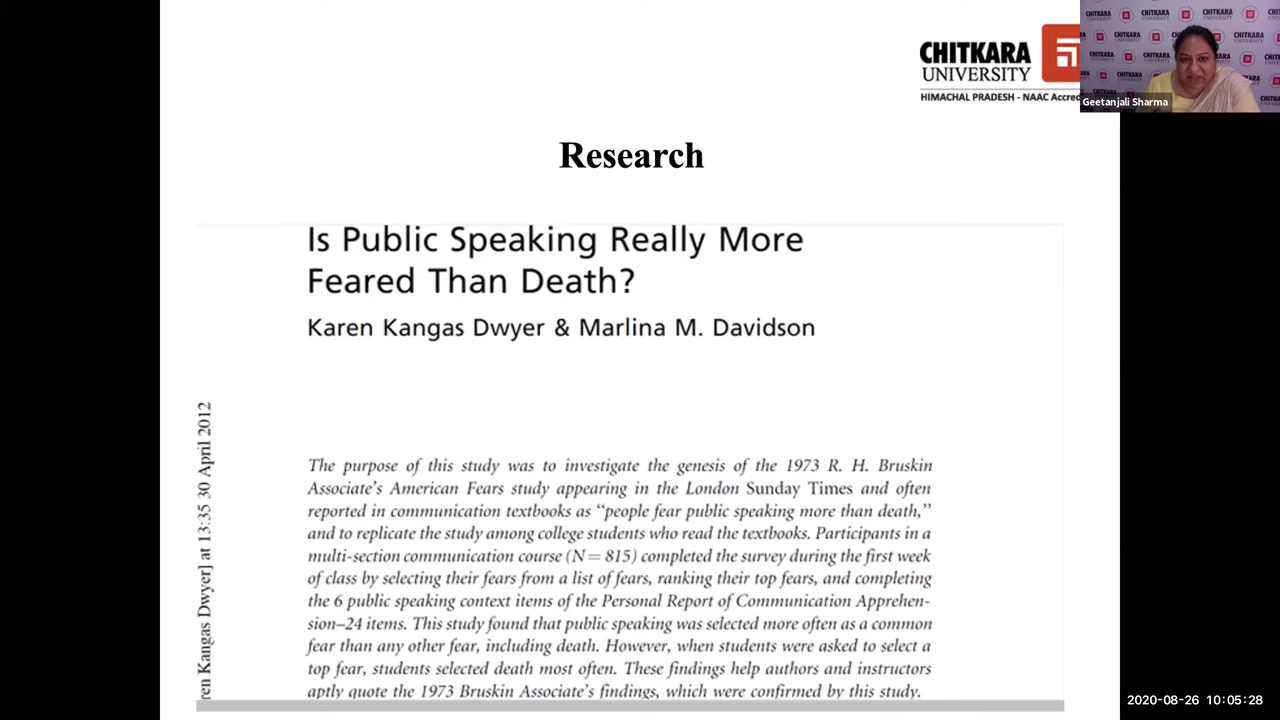 CHITKARA
UNIVERSITY
HIMACHAL PRADESH - NAAC Accre
Geetanjali Sharma
Research
Is Public Speaking Really More
Feared Than Death?
Karen Kangas Dwyer & Marlina M. Davidson
ren Kangas Dwyer] at 13:35 30 April 2012
The purpose of this study was to investigate the genesis of the 1973 R. H. Bruskin
Associate's American Fears study appearing in the London Sunday Times and often
reported in communication textbooks as "people fear public speaking more than death,"
and to replicate the study among college students who read the textbooks. Participants in a
multi-section communication course (N = 815) completed the survey during the first week
of class by selecting their fears from a list of fears, ranking their top fears, and completing
the 6 public speaking context items of the Personal Report of Communication Apprehen-
sion–24 items. This study found that public speaking was selected more often as a common
fear than any other fear, including death. However, when students were asked to select a
top fear, students selected death most often. These findings help authors and instructors
aptly quote the 1973 Bruskin Associate's findings, which were confirmed by this study.
2020-08-26 10:05:28